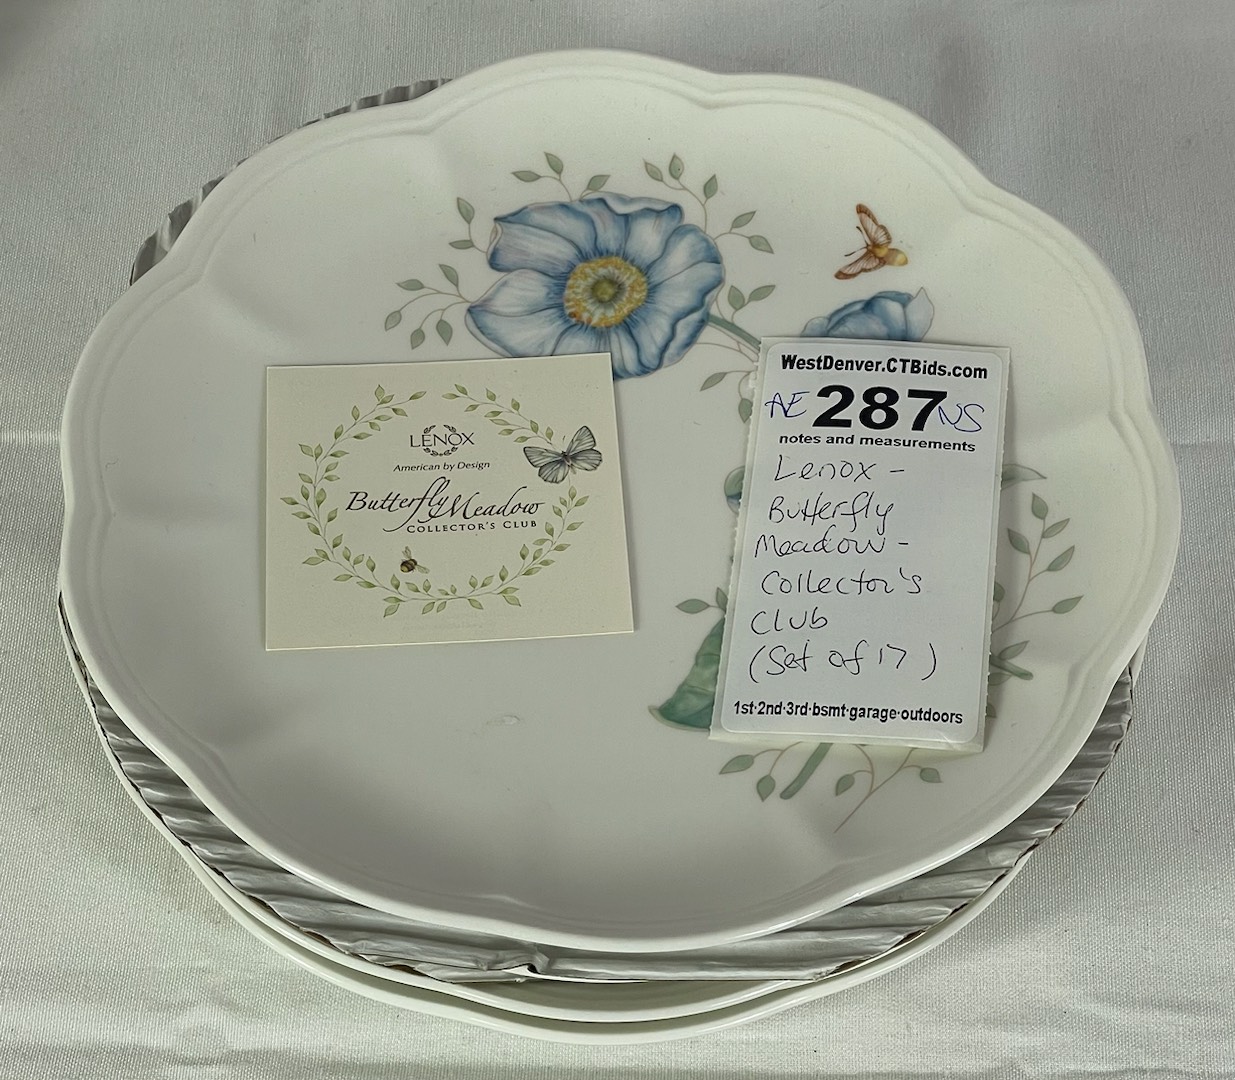 LENOX
American by Design
Butterfly Meadow
COLLECTOR'S CLUB
WestDenver.CTBids.com
AE 287 NS
notes and measurements
Lenox -
Butterfly
Meadow -
Collector's
Club
(Set of 17)
1st·2nd·3rd·bsmt·garage·outdoors